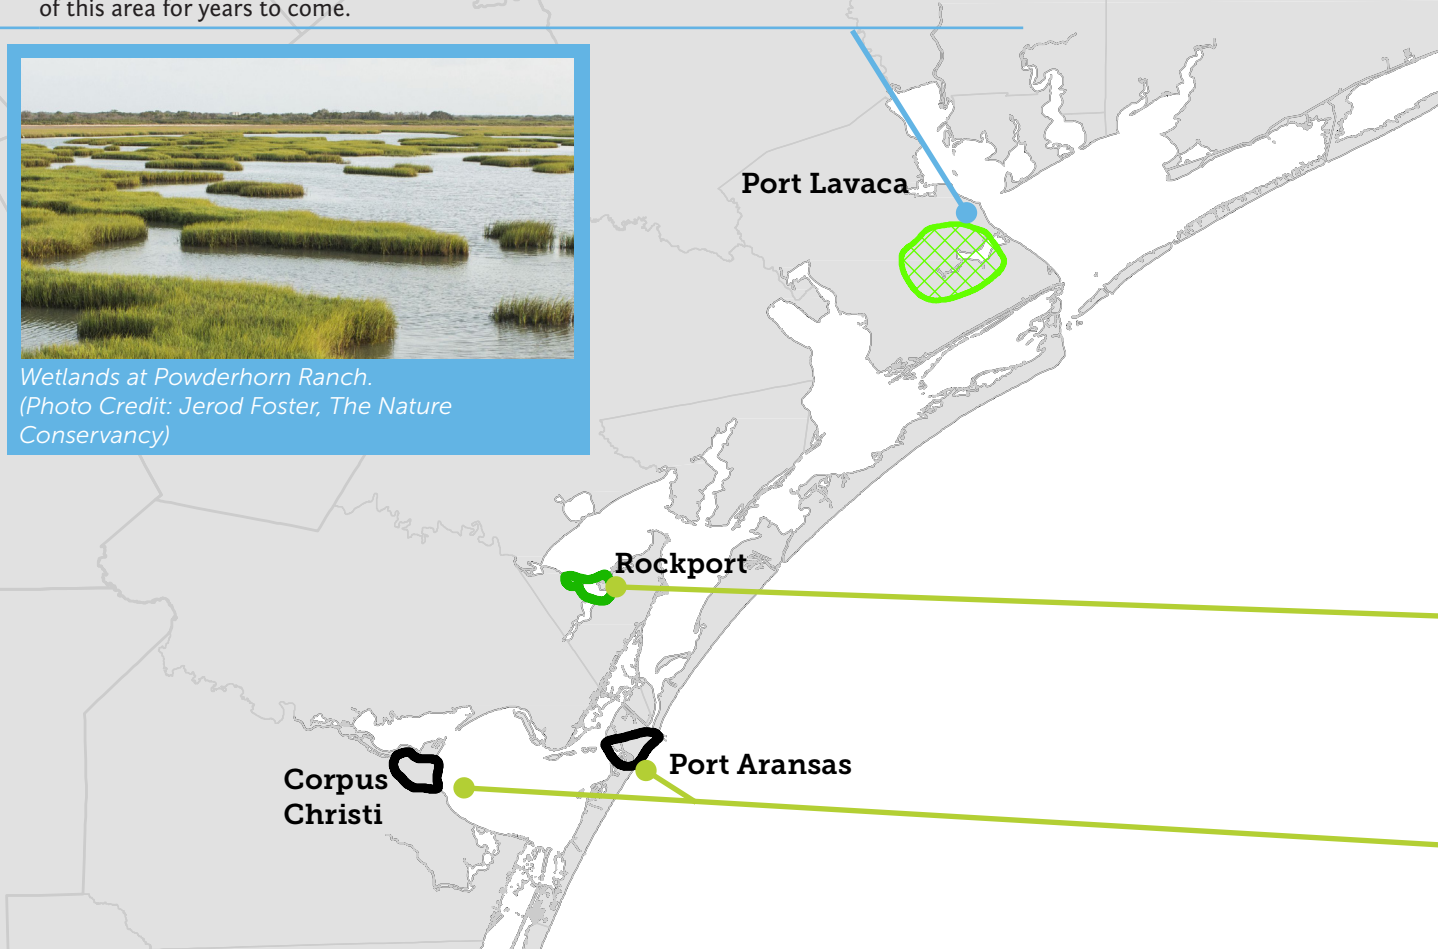 of this area for years to come.
Port Lavaca
Wetlands at Powderhorn Ranch.
(Photo Credit: Jerod Foster, The Nature
Conservancy)
Rockport
Port Aransas
Corpus
Christi